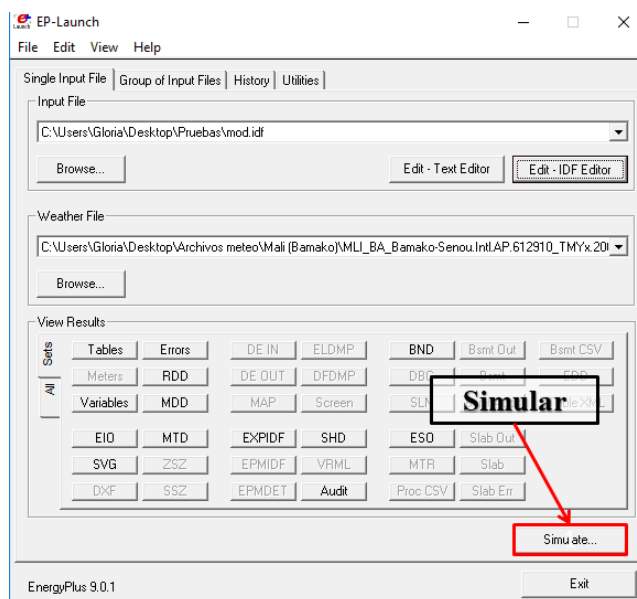 EP-Launch
File Edit View Help
Single Input File Group of Input Files History Utilities
Input File
C:\Users\Gloria\Desktop\Pruebas\mod.idf
Browse... Edit - Text Editor Edit - IDF Editor
Weather File
C:\Users\Gloria\Desktop\Archivos meteo\Mali (Bamako)\MLI_BA_Bamako-Senou.Intl.AP.612910_TMYx.20
Browse...
View Results
Sets
All
Tables Errors DE IN ELDMP BND Bsmt Out Bsmt CSV
Meters RDD DE OUT DFDMP DBG
Variables MDD MAP Screen SLN
Simular
EIO MTD EXPIDF SHD ESO Slab Out
SVG ZSZ EPMIDF VRML MTR Slab
DXF SSZ EPMDET Audit Proc CSV Slab Err
Simulate...
EnergyPlus 9.0.1 Exit